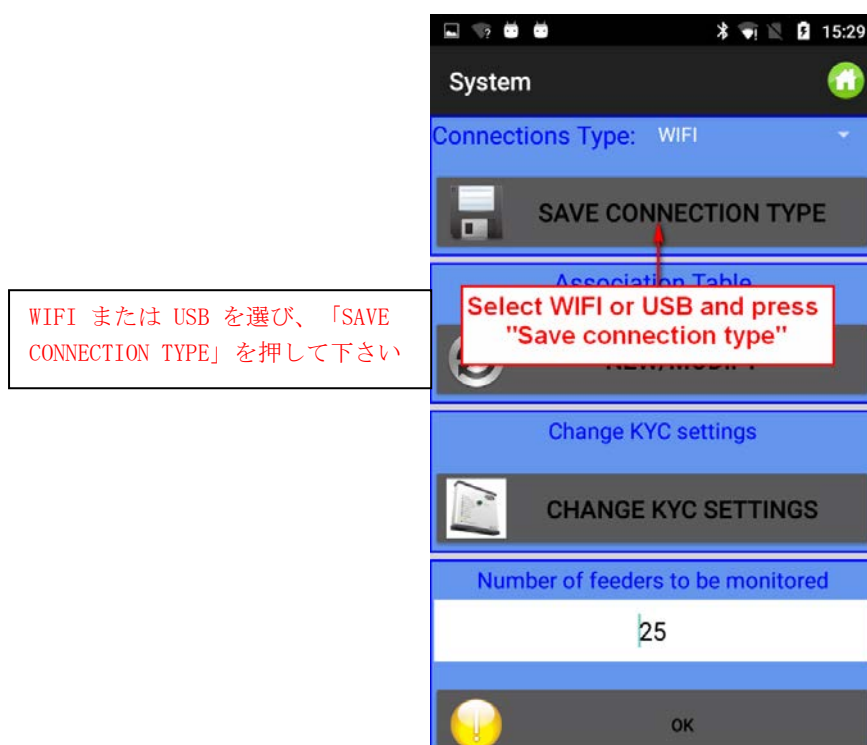 15:29
System
Connections Type: WIFI
SAVE CONNECTION TYPE
Association Table
Select WIFI or USB and press
"Save connection type"
WIFI または USB を選び、「SAVE
CONNECTION TYPE」を押して下さい
NEW/MODIFY
Change KYC settings
CHANGE KYC SETTINGS
Number of feeders to be monitored
25
OK